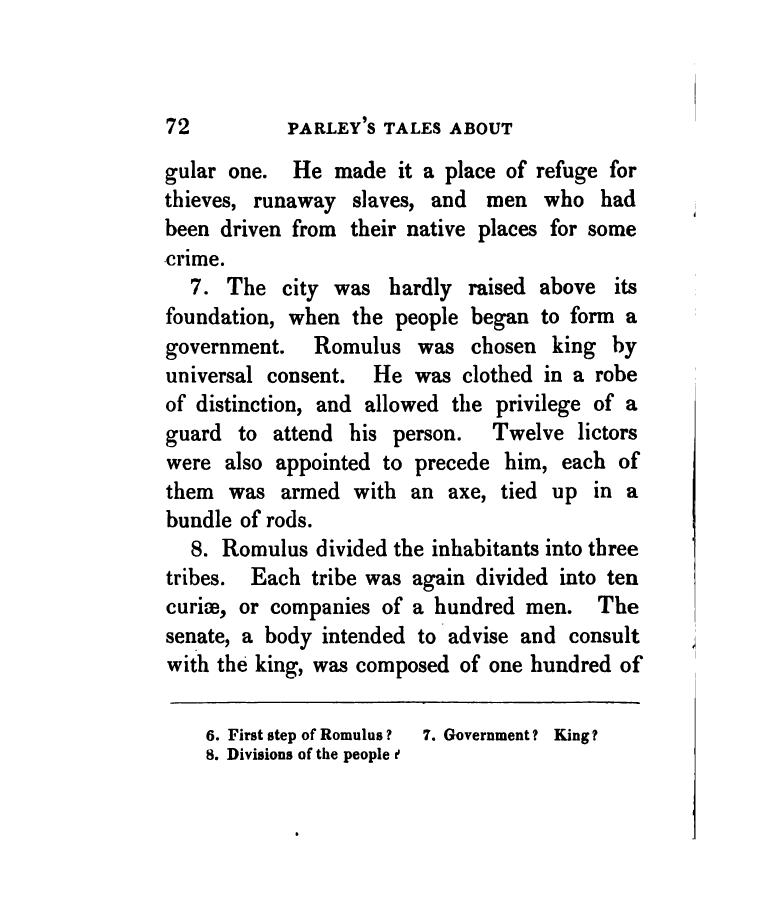 72 PARLEY'S TALES ABOUT
gular one. He made it a place of refuge for
thieves, runaway slaves, and men who had
been driven from their native places for some
crime.
7. The city was hardly raised above its
foundation, when the people began to form a
government. Romulus was chosen king by
universal consent. He was clothed in a robe
of distinction, and allowed the privilege of a
guard to attend his person. Twelve lictors
were also appointed to precede him, each of
them was armed with an axe, tied up in a
bundle of rods.
8. Romulus divided the inhabitants into three
tribes. Each tribe was again divided into ten
curiæ, or companies of a hundred men. The
senate, a body intended to advise and consult
with the king, was composed of one hundred of
6. First step of Romulus? 7. Government? King?
8. Divisions of the people?